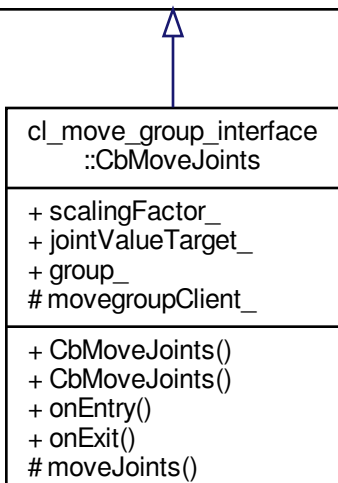 cl_move_group_interface
::CbMoveJoints
+ scalingFactor_
+ jointValueTarget_
+ group_
# movegroupClient_
+ CbMoveJoints()
+ CbMoveJoints()
+ onEntry()
+ onExit()
# moveJoints()